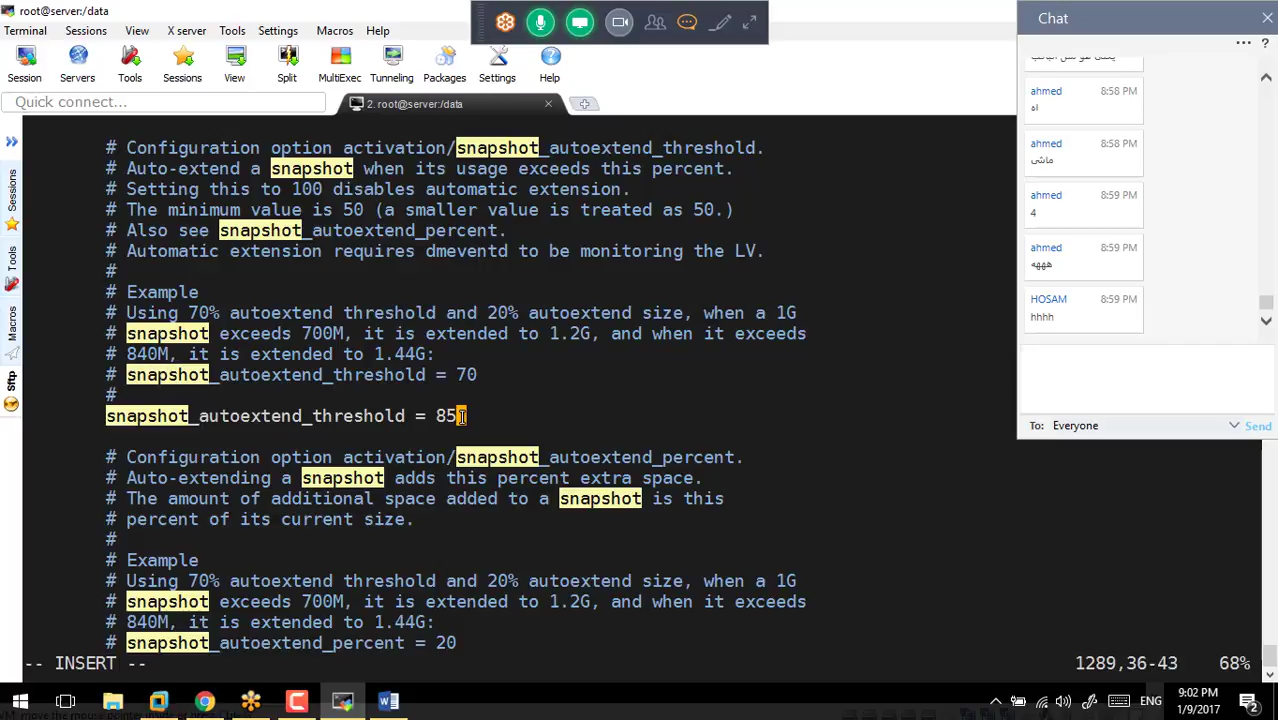 root@server:/data
Terminal Sessions View X server Tools Settings Macros Help
Session Servers Tools Sessions View Split MultiExec Tunneling Packages Settings Help
Quick connect...
2. root@server:/data
# Configuration option activation/snapshot_autoextend_threshold.
# Auto-extend a snapshot when its usage exceeds this percent.
# Setting this to 100 disables automatic extension.
# The minimum value is 50 (a smaller value is treated as 50.)
# Also see snapshot_autoextend_percent.
# Automatic extension requires dmeventd to be monitoring the LV.
#
# Example
# Using 70% autoextend threshold and 20% autoextend size, when a 1G
# snapshot exceeds 700M, it is extended to 1.2G, and when it exceeds
# 840M, it is extended to 1.44G:
# snapshot_autoextend_threshold = 70
#
snapshot_autoextend_threshold = 85
# Configuration option activation/snapshot_autoextend_percent.
# Auto-extending a snapshot adds this percent extra space.
# The amount of additional space added to a snapshot is this
# percent of its current size.
#
# Example
# Using 70% autoextend threshold and 20% autoextend size, when a 1G
# snapshot exceeds 700M, it is extended to 1.2G, and when it exceeds
# 840M, it is extended to 1.44G:
# snapshot_autoextend_percent = 20
-- INSERT --
1289,36-43 68%
Sessions
Tools
Macros
Sftp
Chat
?
ahmed 8:58 PM
اه
ahmed 8:58 PM
ماشى
ahmed 8:59 PM
4
ahmed 8:59 PM
هههه
HOSAM 8:59 PM
hhhh
To: Everyone
Send
ENG
9:02 PM
1/9/2017
2